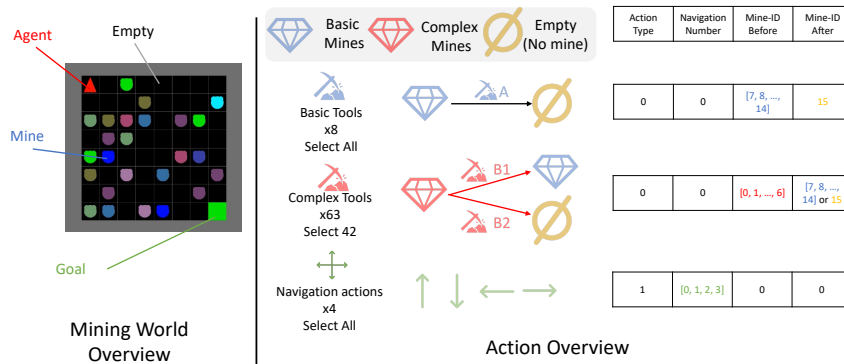 Agent
Empty
Mine
Goal
Mining World
Overview
Basic
Mines
Complex
Mines
Empty
(No mine)
Basic Tools
x8
Select All
A
Complex Tools
x63
Select 42
B1
B2
Navigation actions
x4
Select All
Action Overview
Action
Type
Navigation
Number
Mine-ID
Before
Mine-ID
After
0
0
[7, 8, ...,
14]
15
0
0
[0, 1, ..., 6]
[7, 8, ...,
14] or 15
1
[0, 1, 2, 3]
0
0